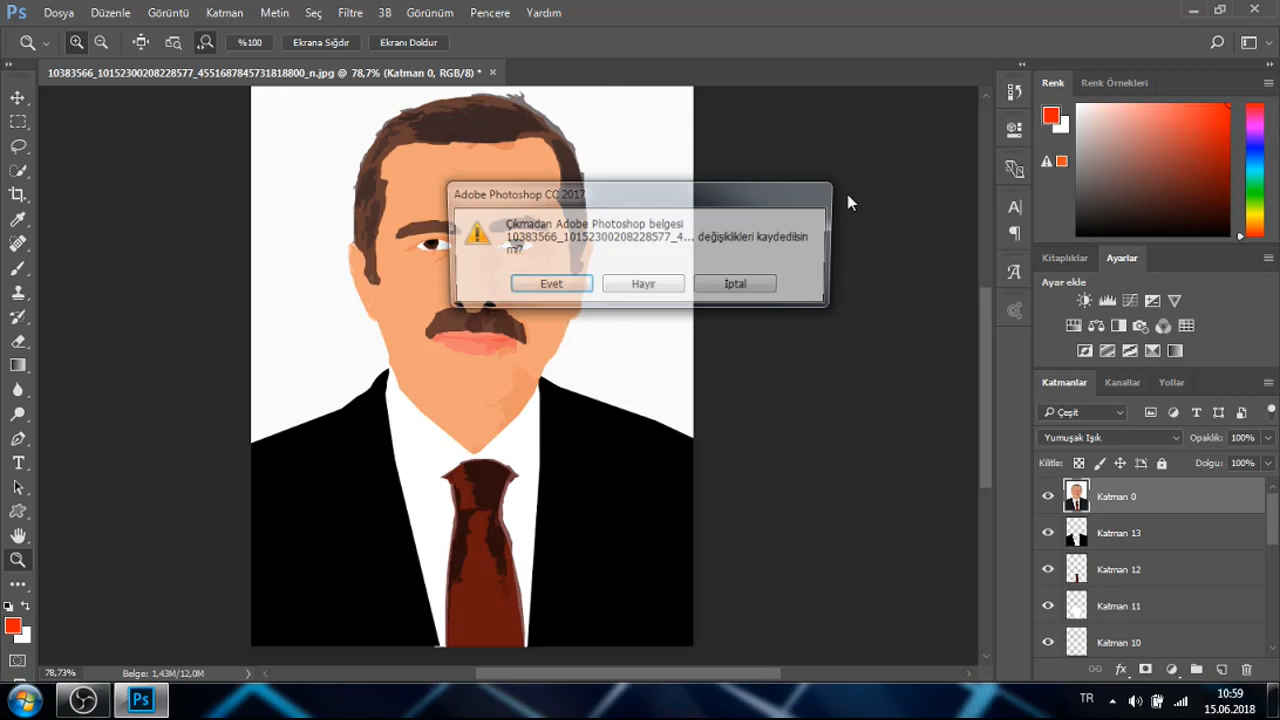 Ps Dosya Düzenle Görüntü Katman Metin Seç Filtre 3B Görünüm Pencere Yardım
%100 Ekrana Sığdır Ekranı Doldur
10383566_10152300208228577_4551687845731818800_n.jpg @ 78,7% (Katman 0, RGB/8) *
Renk Renk Örnekleri
Adobe Photoshop CC 2017
Çıkmadan Adobe Photoshop belgesi
10383566_10152300208228577_4... değişiklikleri kaydedilsin
mi?
Evet Hayır İptal
Kitaplıklar Ayarlar
Ayar ekle
Katmanlar Kanallar Yollar
Çeşit
Yumuşak Işık Opaklık: 100%
Kilitle: Dolgu: 100%
Katman 0
Katman 13
Katman 12
Katman 11
Katman 10
78,73% Belge: 1,43M/12,0M
Ps
TR
10:59
15.06.2018